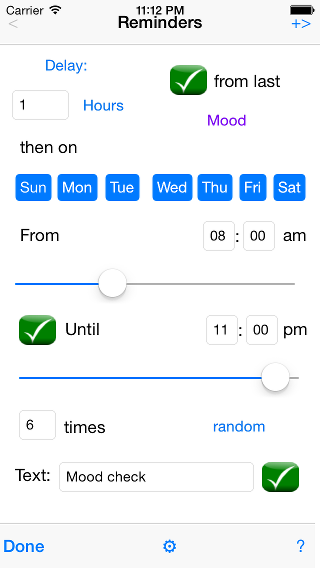 Carrier 11:12 PM
< Reminders +>
Delay:
from last
1 Hours
Mood
then on
Sun Mon Tue Wed Thu Fri Sat
From 08 : 00 am
Until 11 : 00 pm
6 times random
Text: Mood check
Done ?